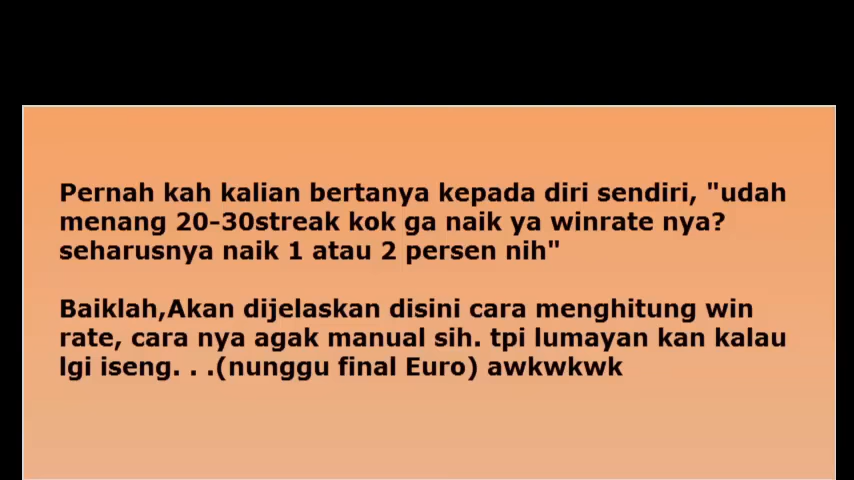 Pernah kah kalian bertanya kepada diri sendiri, "udah
menang 20-30streak kok ga naik ya winrate nya?
seharusnya naik 1 atau 2 persen nih"
Baiklah,Akan dijelaskan disini cara menghitung win
rate, cara nya agak manual sih. tpi lumayan kan kalau
lgi iseng. . .(nunggu final Euro) awkwkwk